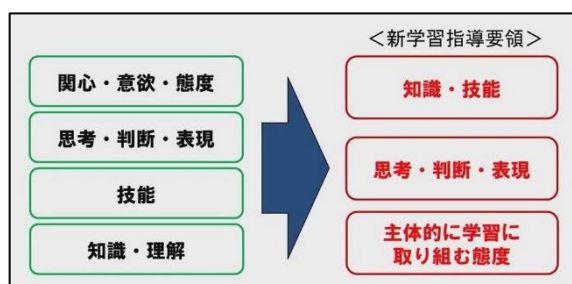 <新学習指導要領>
関心・意欲・態度
思考・判断・表現
技能
知識・理解
知識・技能
思考・判断・表現
主体的に学習に
取り組む態度